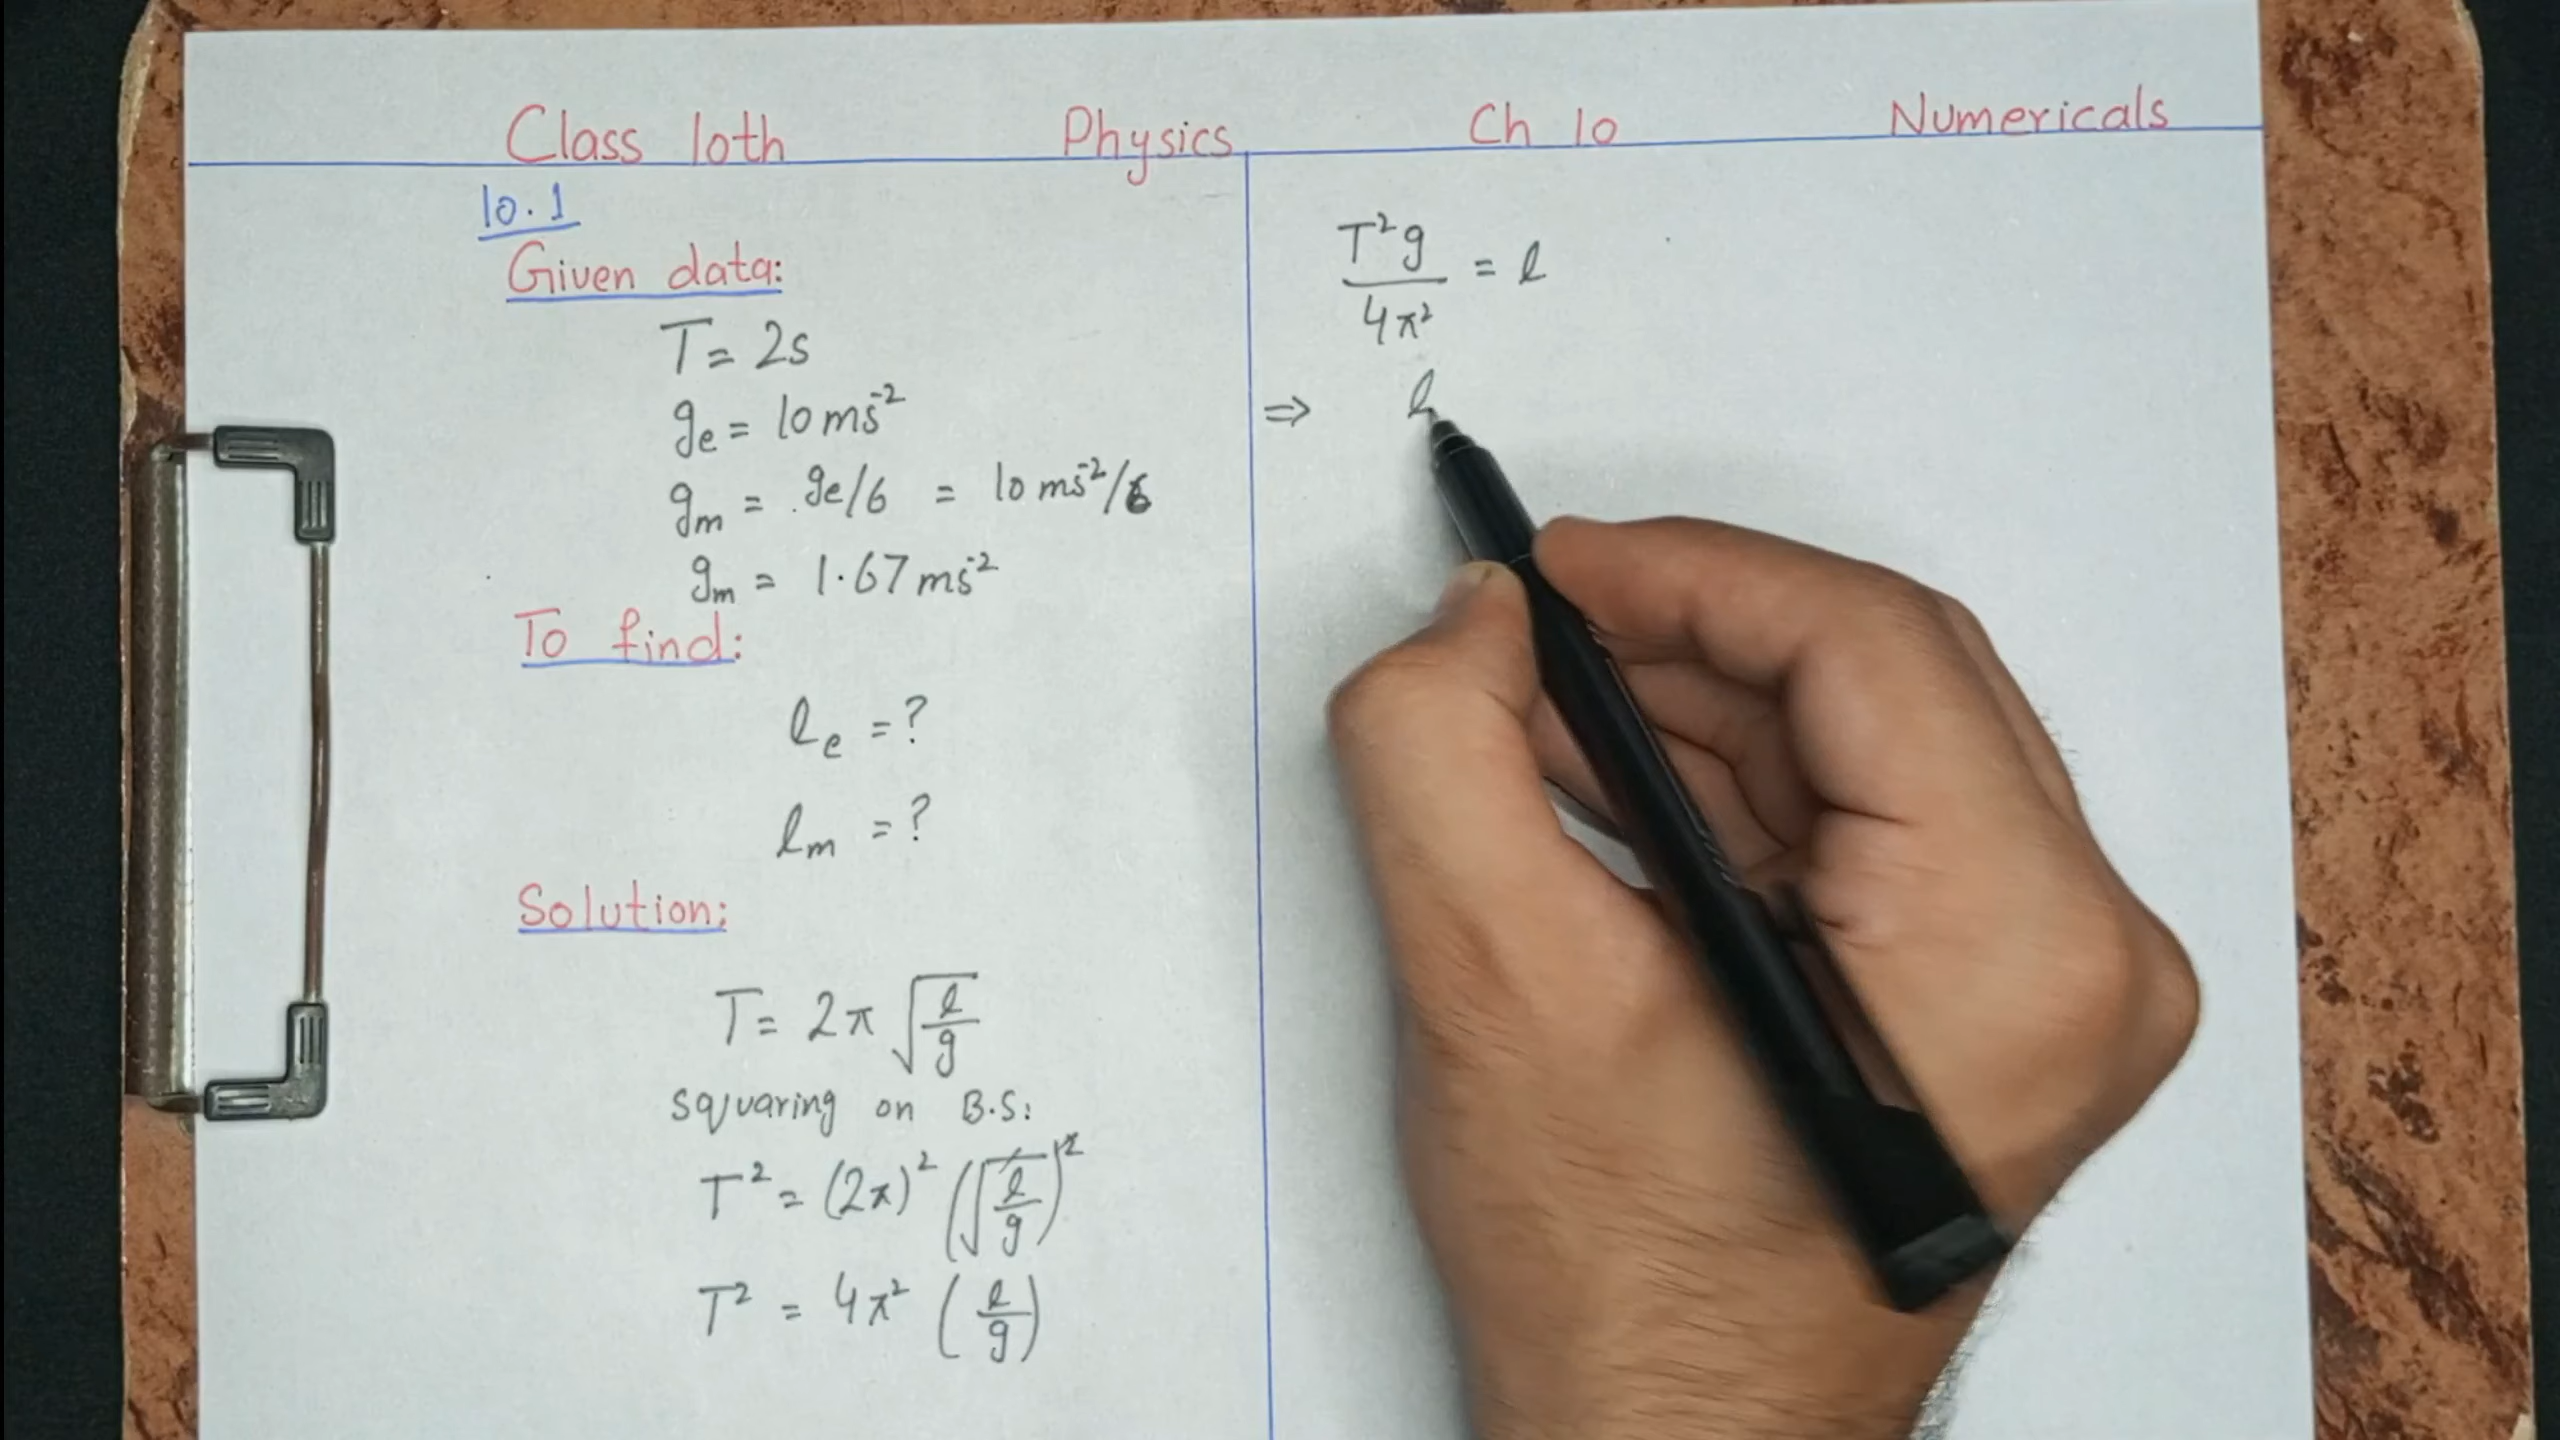 Class 10th Physics Ch 10 Numericals
10.1
Given data:
T = 2s
ge = 10 ms⁻²
gm = ge/6 = 10 ms⁻²/6
gm = 1.67 ms⁻²
To find:
ℓe = ?
ℓm = ?
Solution:
T = 2π √(ℓ/g)
squaring on B.S:
T² = (2π)² (√(ℓ/g))²
T² = 4π² (ℓ/g)
T²g/4π² = ℓ
⇒ ℓ